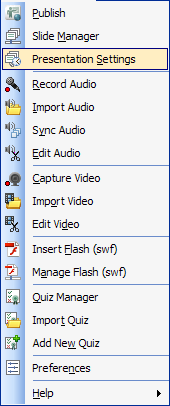 Publish
Slide Manager
Presentation Settings
Record Audio
Import Audio
Sync Audio
Edit Audio
Capture Video
Import Video
Edit Video
Insert Flash (swf)
Manage Flash (swf)
Quiz Manager
Import Quiz
Add New Quiz
Preferences
Help